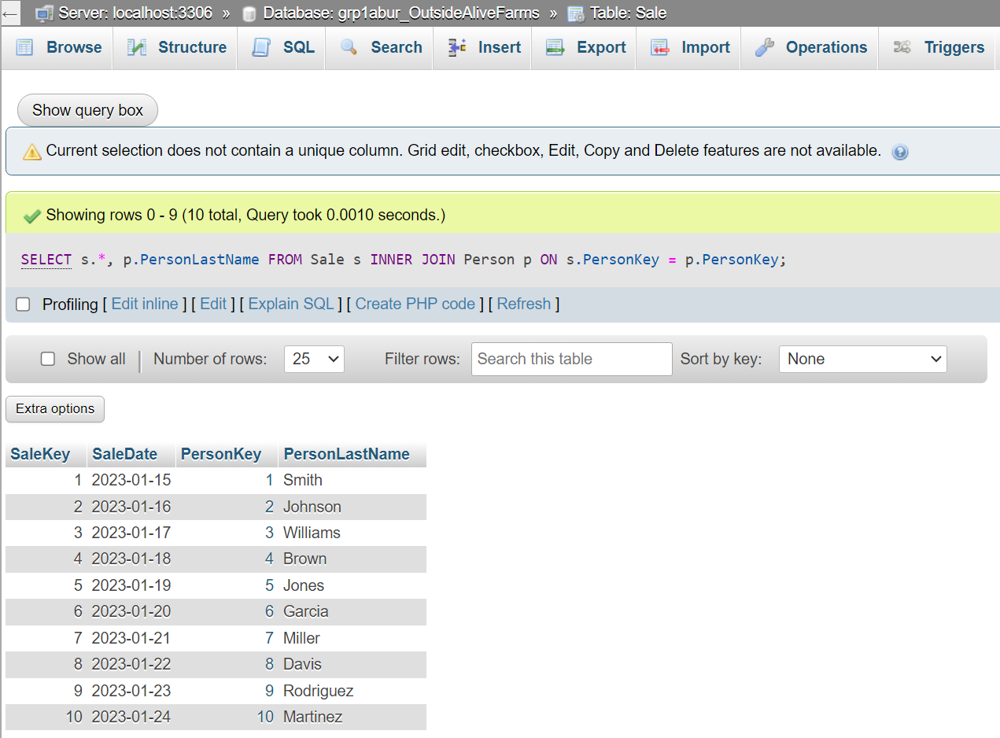 Server: localhost:3306 » Database: grp1abur_OutsideAliveFarms » Table: Sale
Browse Structure SQL Search Insert Export Import Operations Triggers
Show query box
Current selection does not contain a unique column. Grid edit, checkbox, Edit, Copy and Delete features are not available.
Showing rows 0 - 9 (10 total, Query took 0.0010 seconds.)
SELECT s.*, p.PersonLastName FROM Sale s INNER JOIN Person p ON s.PersonKey = p.PersonKey;
Profiling [ Edit inline ] [ Edit ] [ Explain SQL ] [ Create PHP code ] [ Refresh ]
Show all | Number of rows: 25 Filter rows: Search this table Sort by key: None
Extra options
SaleKey SaleDate PersonKey PersonLastName
1 2023-01-15 1 Smith
2 2023-01-16 2 Johnson
3 2023-01-17 3 Williams
4 2023-01-18 4 Brown
5 2023-01-19 5 Jones
6 2023-01-20 6 Garcia
7 2023-01-21 7 Miller
8 2023-01-22 8 Davis
9 2023-01-23 9 Rodriguez
10 2023-01-24 10 Martinez